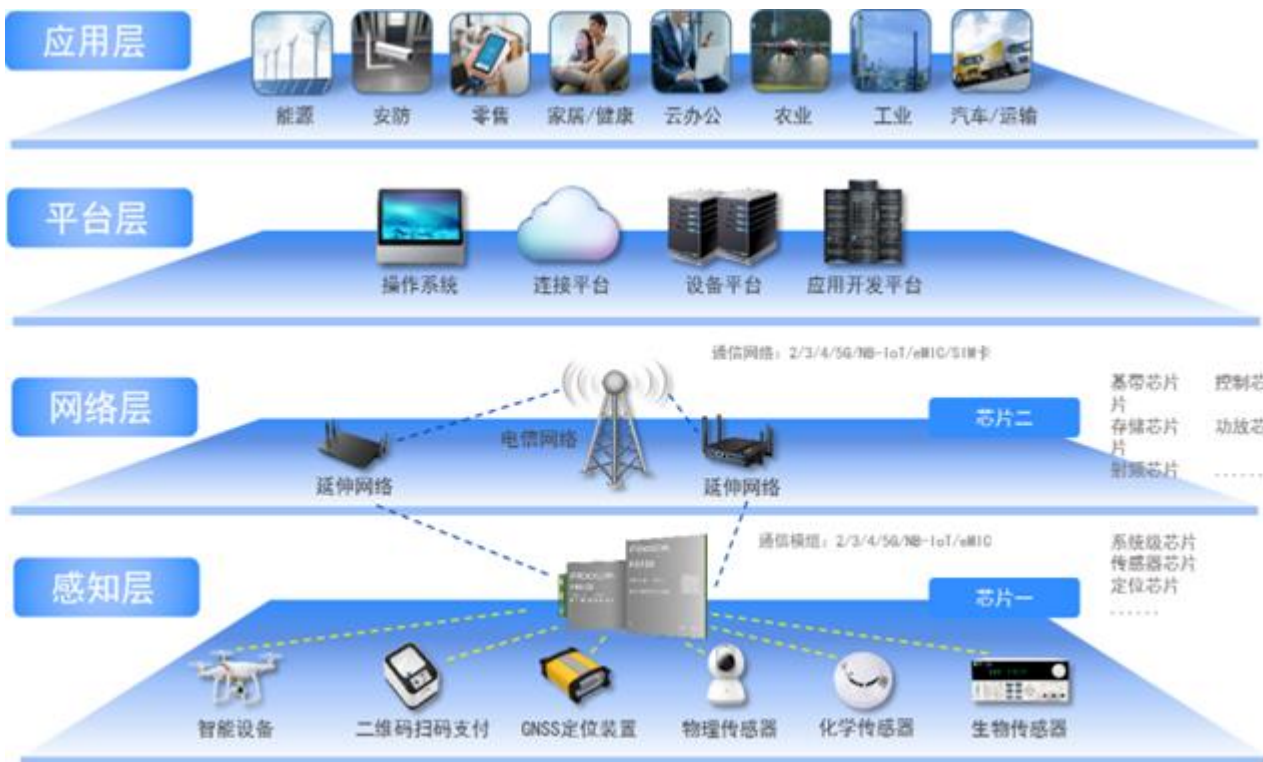 应用层
能源
安防
零售
家居/健康
云办公
农业
工业
汽车/运输
平台层
操作系统
连接平台
设备平台
应用开发平台
通信网络：2/3/4/5G/NB-IoT/eMIC/SIM卡
网络层
电信网络
延伸网络
延伸网络
芯片二
基带芯片 控制芯
片
存储芯片 功放芯
片
射频芯片 ......
通信模组：2/3/4/5G/NB-IoT/eMIC
感知层
芯片一
系统级芯片
传感器芯片
定位芯片
......
智能设备
二维码扫码支付
GNSS定位装置
物理传感器
化学传感器
生物传感器